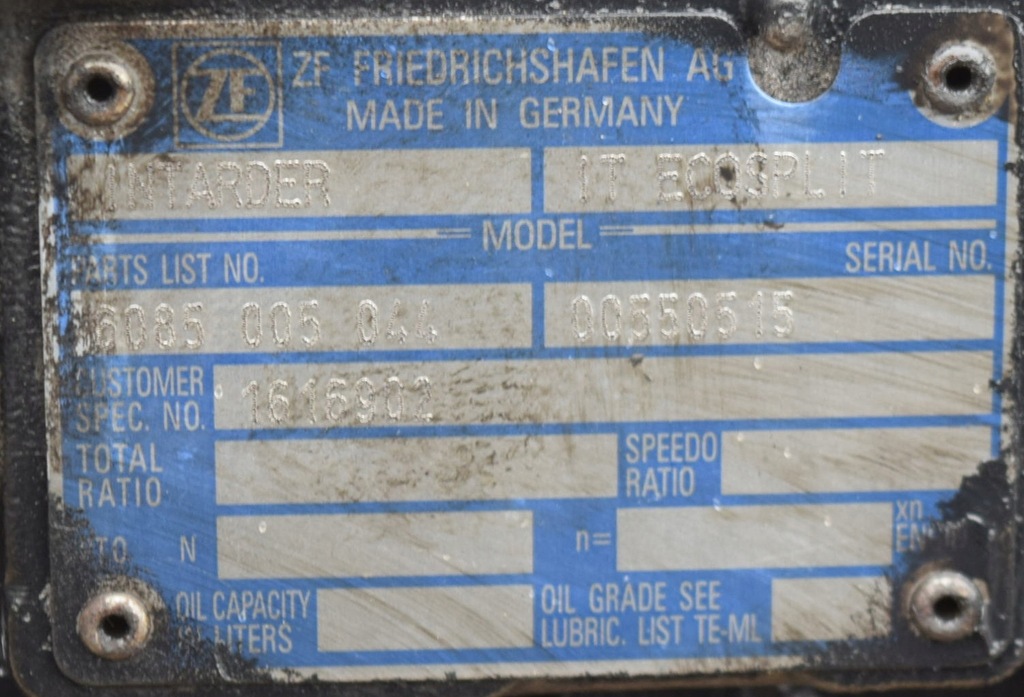 ZF ZF FRIEDRICHSHAFEN AG
MADE IN GERMANY
INTARDER IT ECOSPLIT
MODEL
PARTS LIST NO. SERIAL NO.
6085 005 044 00550515
CUSTOMER SPEC. NO. 1616902
TOTAL RATIO SPEEDO RATIO
PTO N n= xn
OIL CAPACITY LITERS OIL GRADE SEE LUBRIC. LIST TE-ML